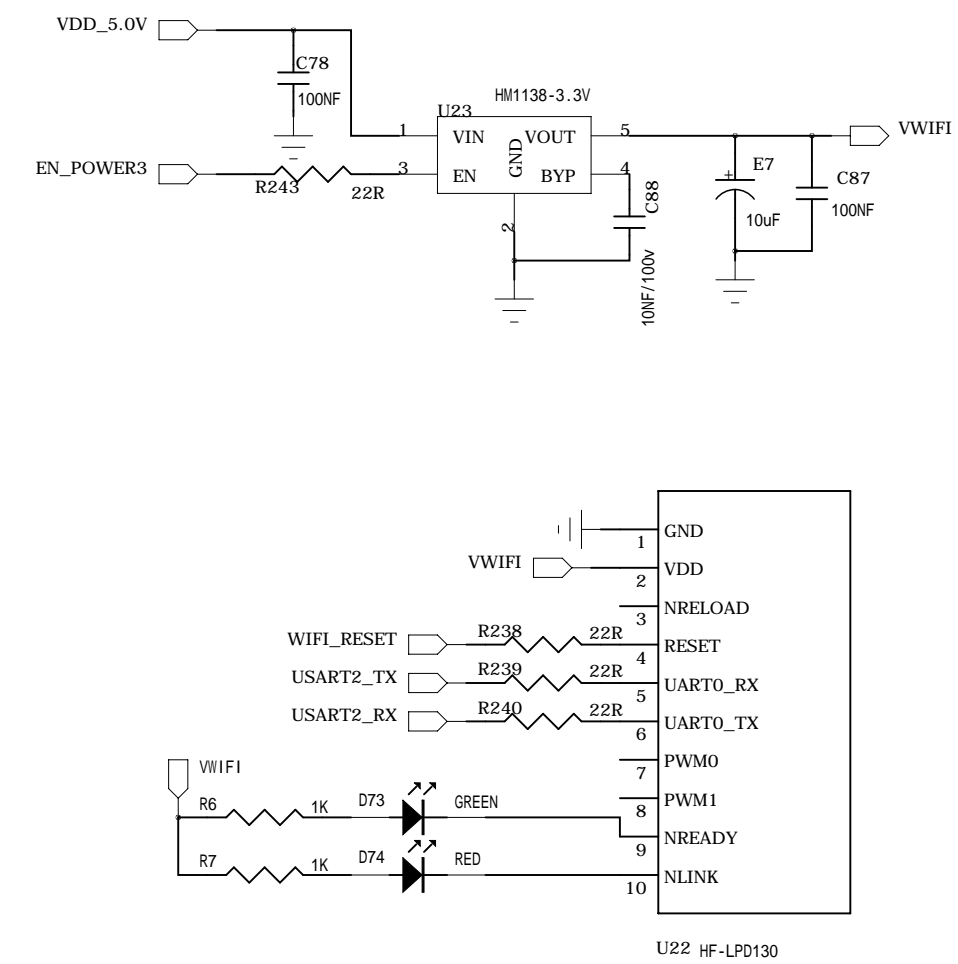 VDD_5.0V
C78
100NF
HM1138-3.3V
U23
1 VIN VOUT 5
VWIFI
EN_POWER3
R243 22R
3 EN GND BYP 4
2
C88
10NF/100v
E7
+
10uF
C87
100NF
GND
1
VWIFI
VDD
2
NRELOAD
3
WIFI_RESET R238 22R RESET
4
USART2_TX R239 22R UART0_RX
5
USART2_RX R240 22R UART0_TX
6
PWM0
7
VWIFI
PWM1
8
R6 1K D73 GREEN
NREADY
9
R7 1K D74 RED
NLINK
10
U22 HF-LPD130